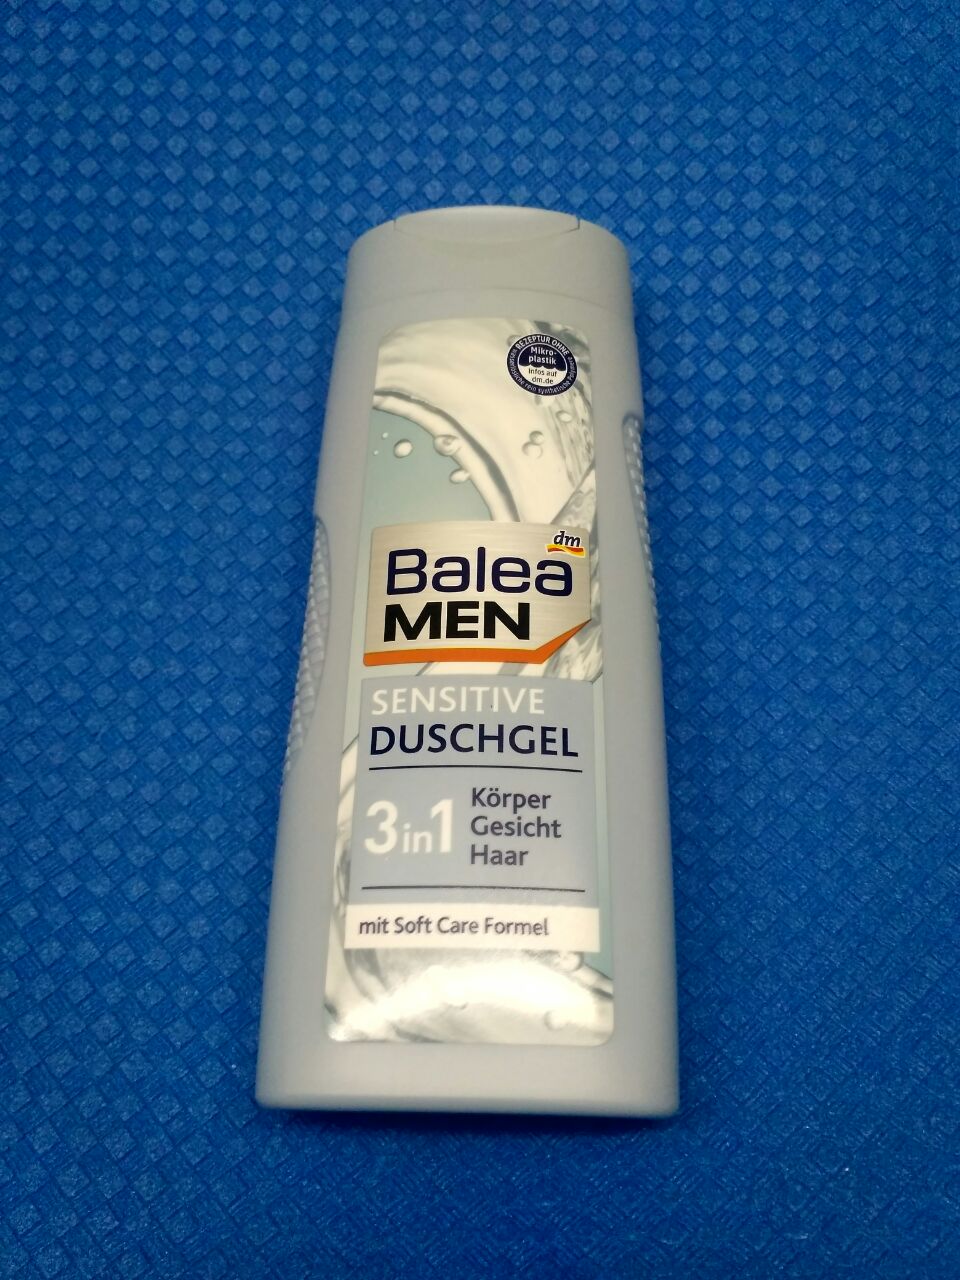 REZEPTUR OHNE
Mikro-
plastik
Infos auf
dm.de
dm
Balea
MEN
SENSITIVE
DUSCHGEL
3in1
Körper
Gesicht
Haar
mit Soft Care Formel